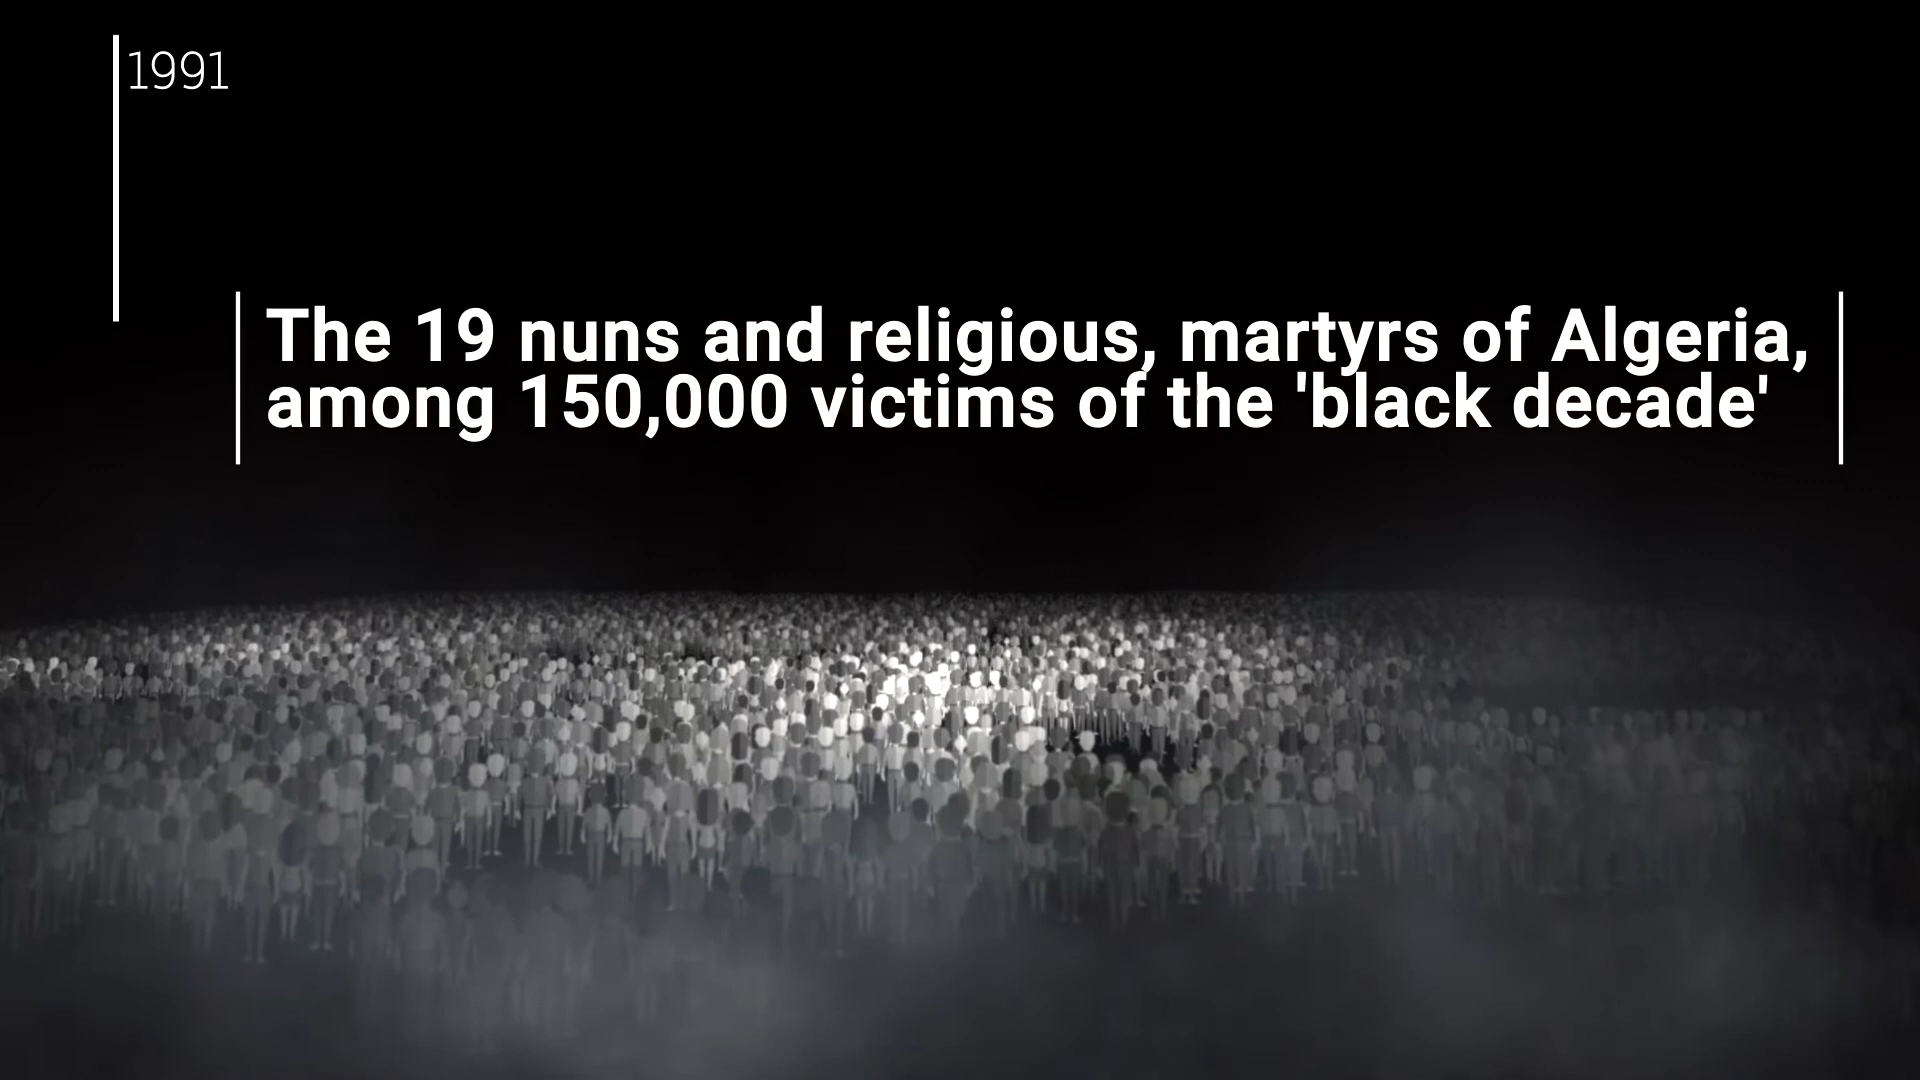 1991
The 19 nuns and religious, martyrs of Algeria,
among 150,000 victims of the 'black decade'